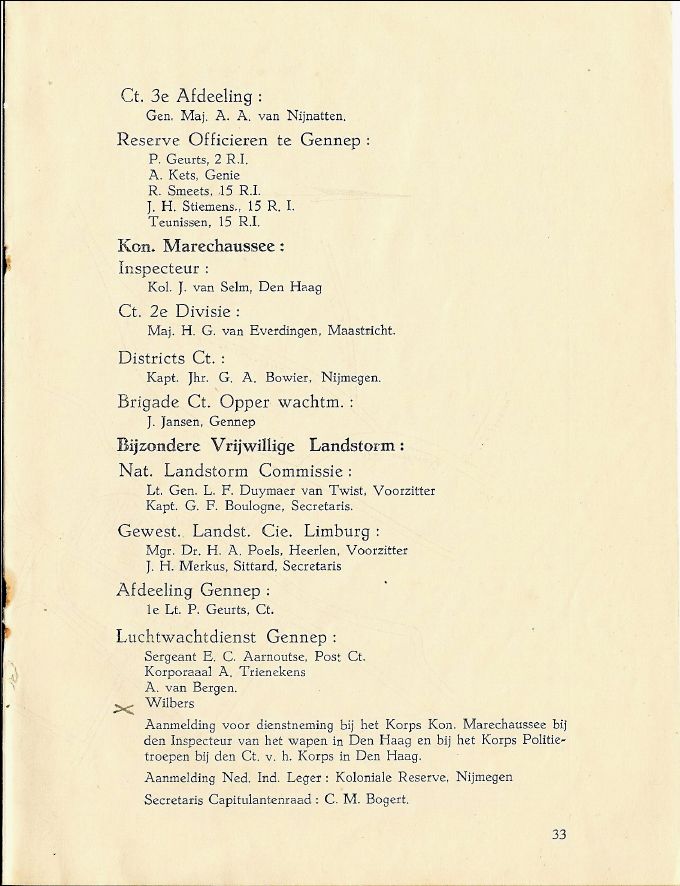 Ct. 3e Afdeeling :
Gen. Maj. A. A. van Nijnatten.
Reserve Officieren te Gennep :
P. Geurts, 2 R.I.
A. Kets, Genie
R. Smeets, 15 R.I.
J. H. Stiemens., 15 R. I.
Teunissen, 15 R.I.
Kon. Marechaussee :
Inspecteur :
Kol. J. van Selm, Den Haag
Ct. 2e Divisie :
Maj. H. G. van Everdingen, Maastricht.
Districts Ct. :
Kapt. Jhr. G. A. Bowier, Nijmegen.
Brigade Ct. Opper wachtm. :
J. Jansen, Gennep
Bijzondere Vrijwillige Landstorm :
Nat. Landstorm Commissie :
Lt. Gen. L. F. Duymaer van Twist, Voorzitter
Kapt. G. F. Boulogne, Secretaris.
Gewest. Landst. Cie. Limburg :
Mgr. Dr. H. A. Poels, Heerlen, Voorzitter
J. H. Merkus, Sittard, Secretaris
Afdeeling Gennep :
1e Lt. P. Geurts, Ct.
Luchtwachtdienst Gennep :
Sergeant E. C. Aarnoutse, Post Ct.
Korporaaal A. Trienekens
A. van Bergen.
Wilbers
Aanmelding voor dienstneming bij het Korps Kon. Marechaussee bij
den Inspecteur van het wapen in Den Haag en bij het Korps Politie-
troepen bij den Ct. v. h. Korps in Den Haag.
Aanmelding Ned. Ind. Leger : Koloniale Reserve, Nijmegen
Secretaris Capitulantenraad : C. M. Bogert.
33